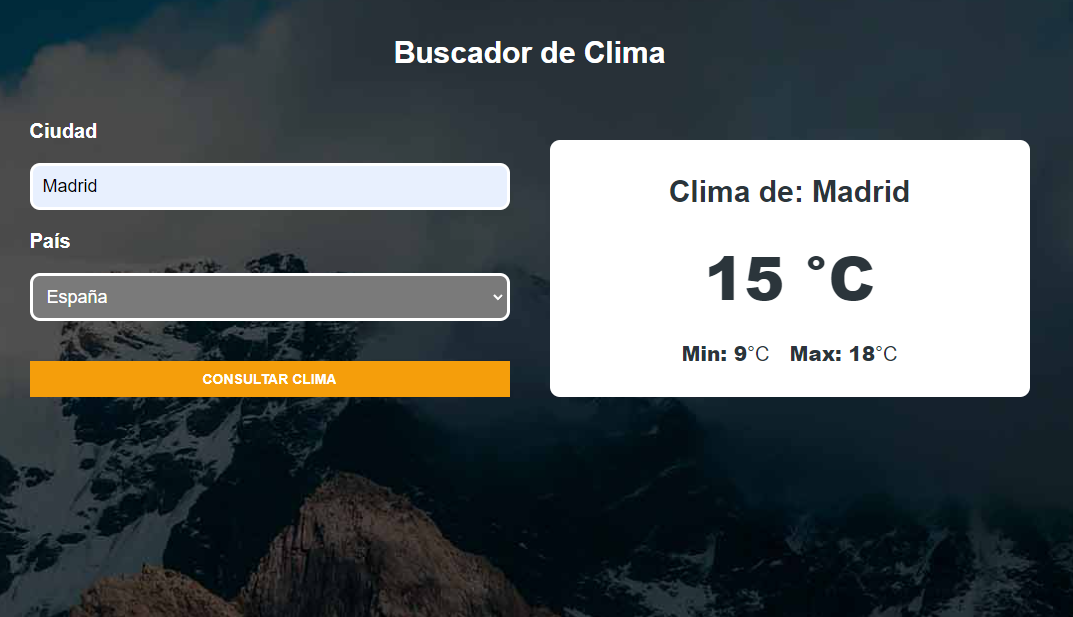 Buscador de Clima
Ciudad
Madrid
País
España
CONSULTAR CLIMA
Clima de: Madrid
15 °C
Min: 9°C Max: 18°C